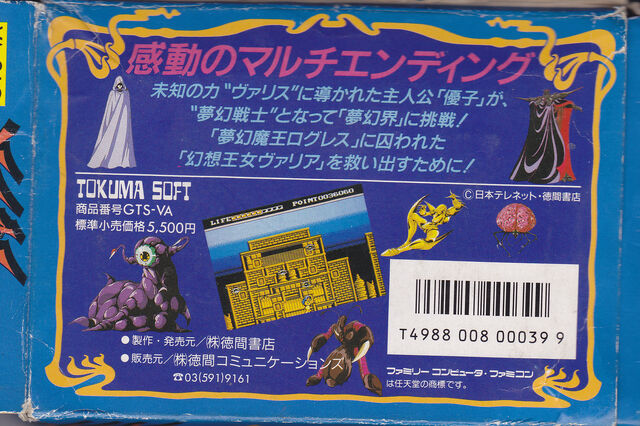 感動のマルチエンディング
未知の力“ヴァリス”に導かれた主人公「優子」が、
“夢幻戦士”となって「夢幻界」に挑戦!
「夢幻魔王ログレス」に囚われた
「幻想王女ヴァリア」を救い出すために!
TOKUMA SOFT
商品番号GTS-VA
標準小売価格5,500円
LIFE POINT0036060
©日本テレネット・徳間書店
T4988 008 00039 9
●製作・発売元/㈱徳間書店
●販売元/㈱徳間コミュニケーションズ
☎03(591)9161
ファミリーコンピュータ・ファミコン
は任天堂の商標です。